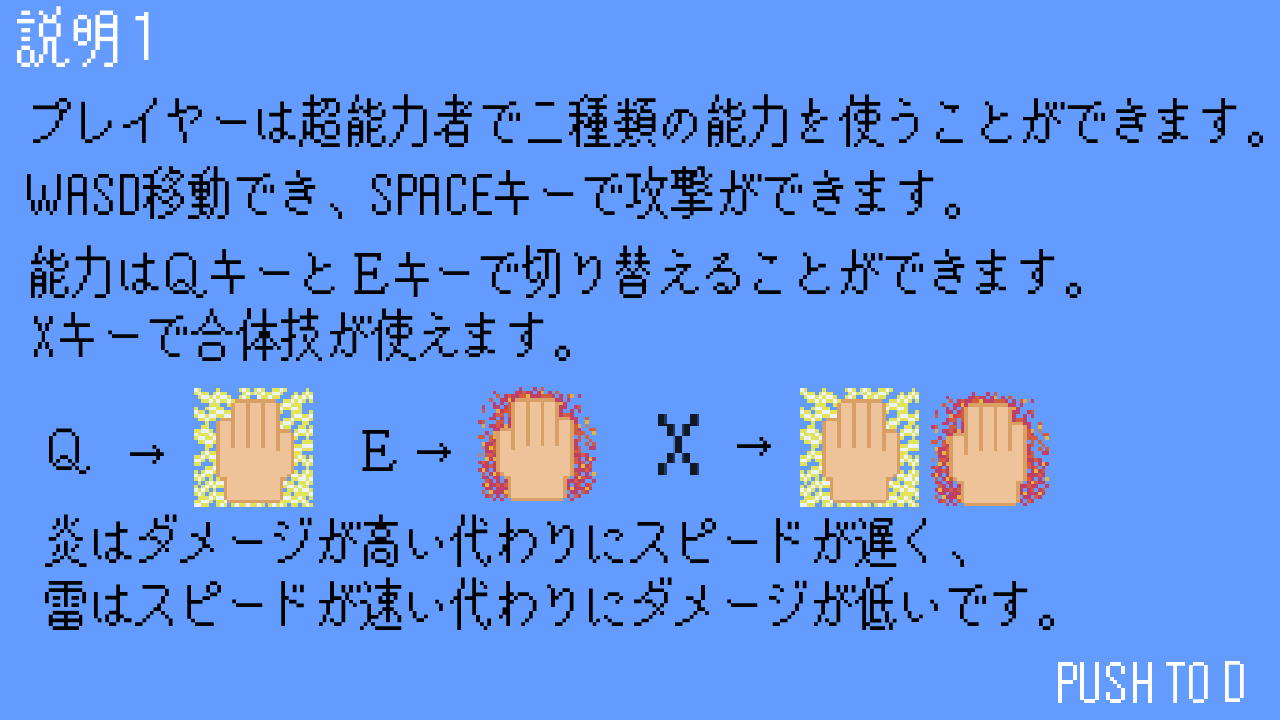 説明1
プレイヤーは超能力者で二種類の能力を使うことができます。
WASD移動でき、SPACEキーで攻撃ができます。
能力はQキーとEキーで切り替えることができます。
Xキーで合体技が使えます。
Q → E → X →
炎はダメージが高い代わりにスピードが遅く、
雷はスピードが速い代わりにダメージが低いです。
PUSH TO D